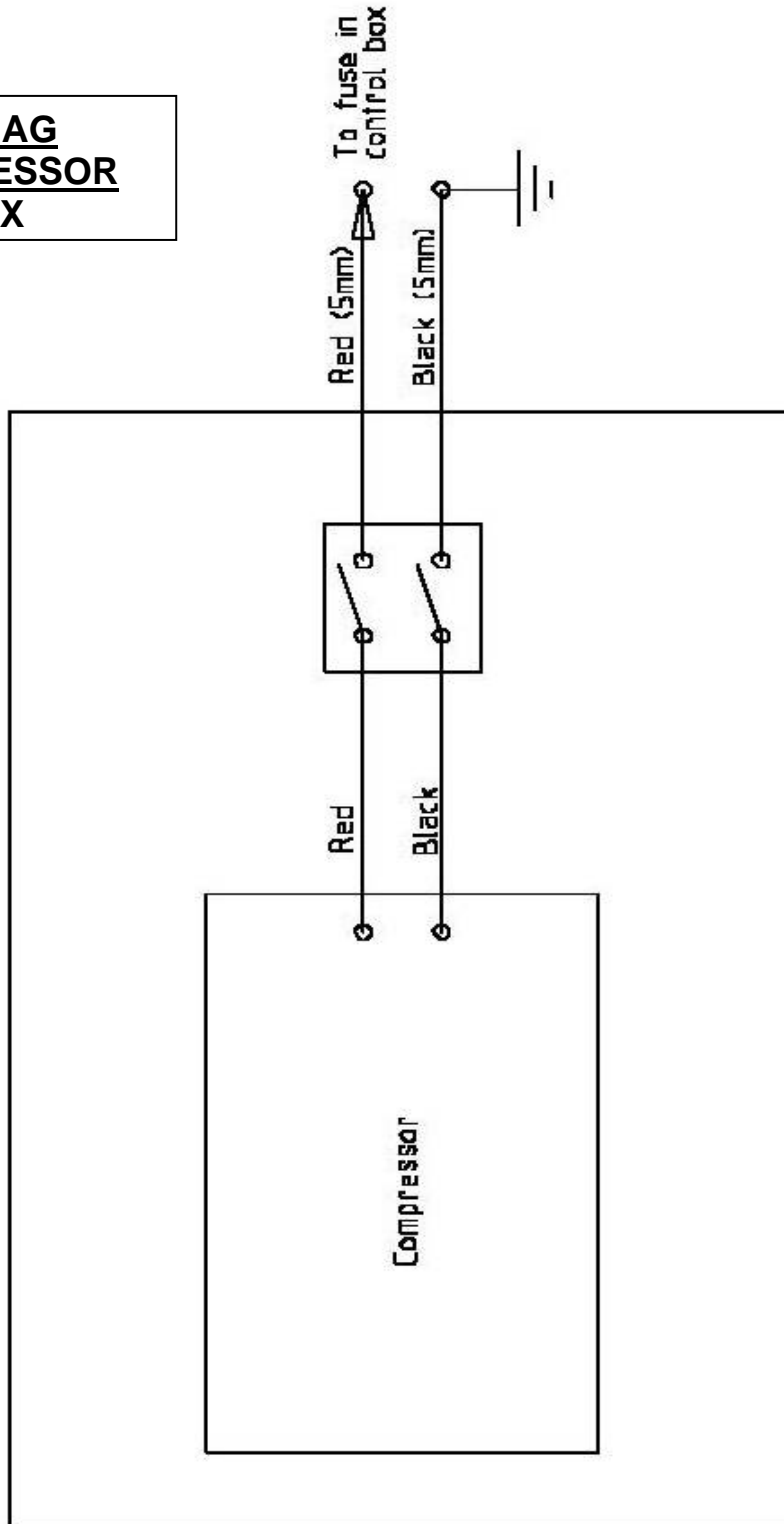 AG
ESSOR
X
To fuse in
Control box
Red (5mm)
Black (5mm)
Red
Black
Compressor